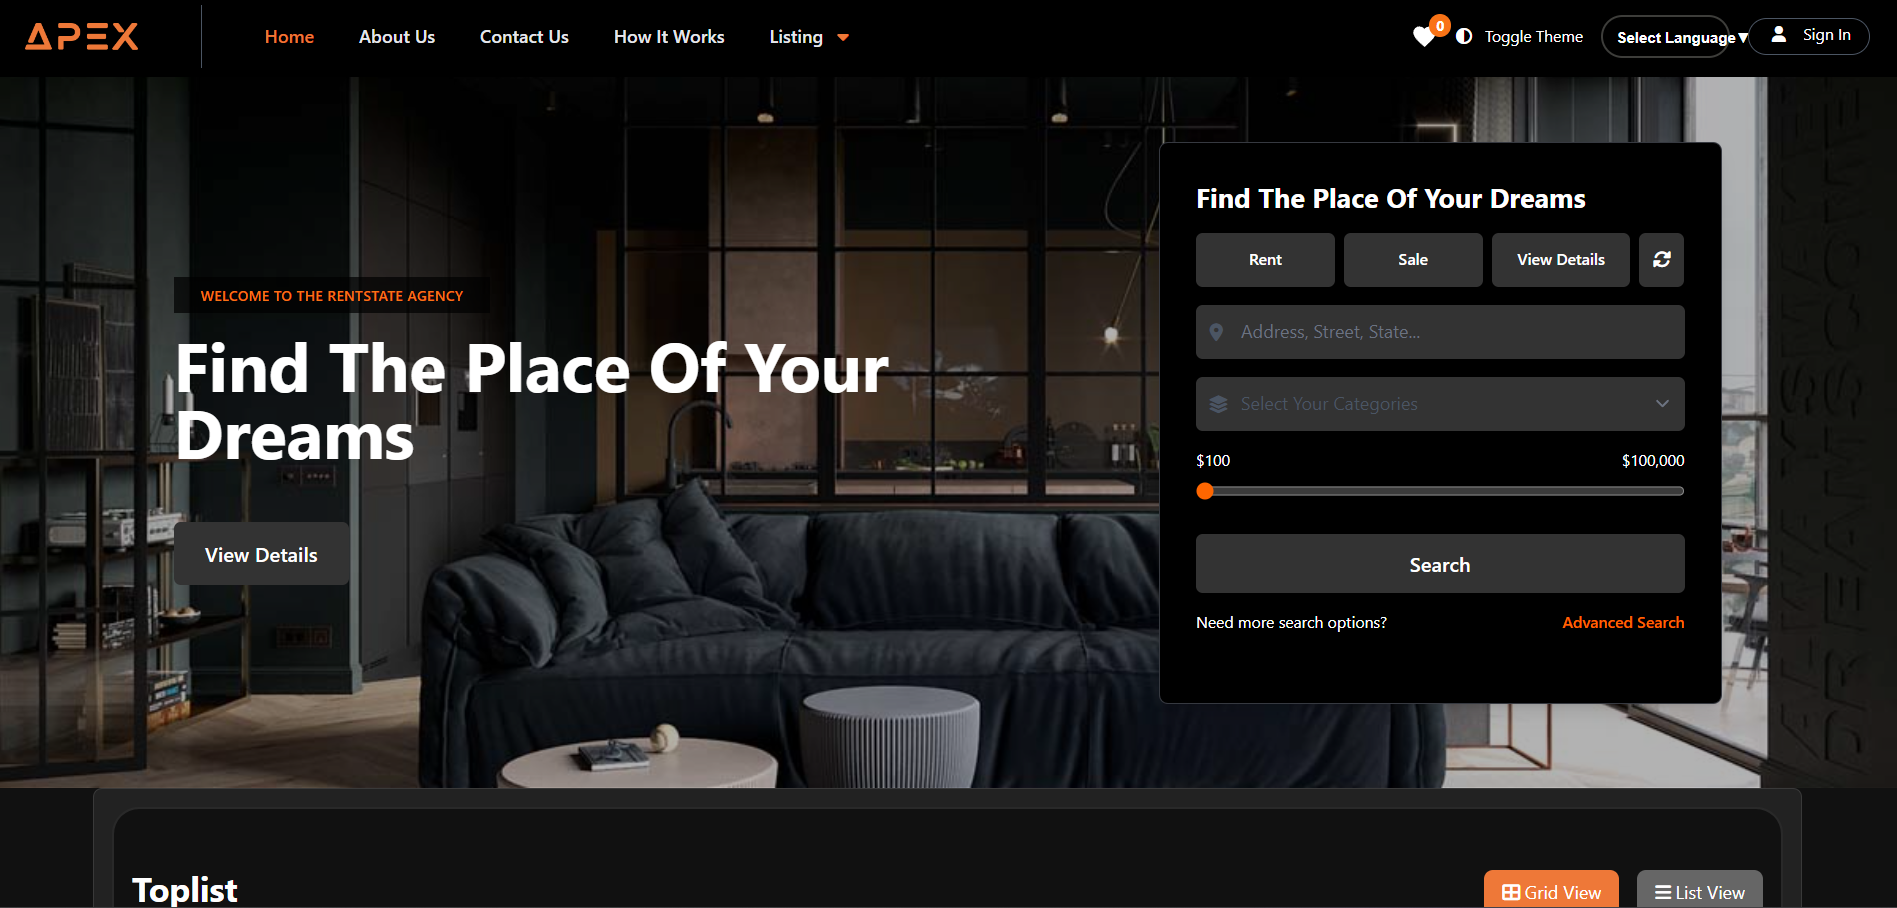 APEX
Home
About Us
Contact Us
How It Works
Listing
0
Toggle Theme
Select Language▼
Sign In
WELCOME TO THE RENTSTATE AGENCY
Find The Place Of Your
Dreams
View Details
Find The Place Of Your Dreams
Rent
Sale
View Details
Address, Street, State...
Select Your Categories
$100
$100,000
Search
Need more search options?
Advanced Search
Toplist
Grid View
List View